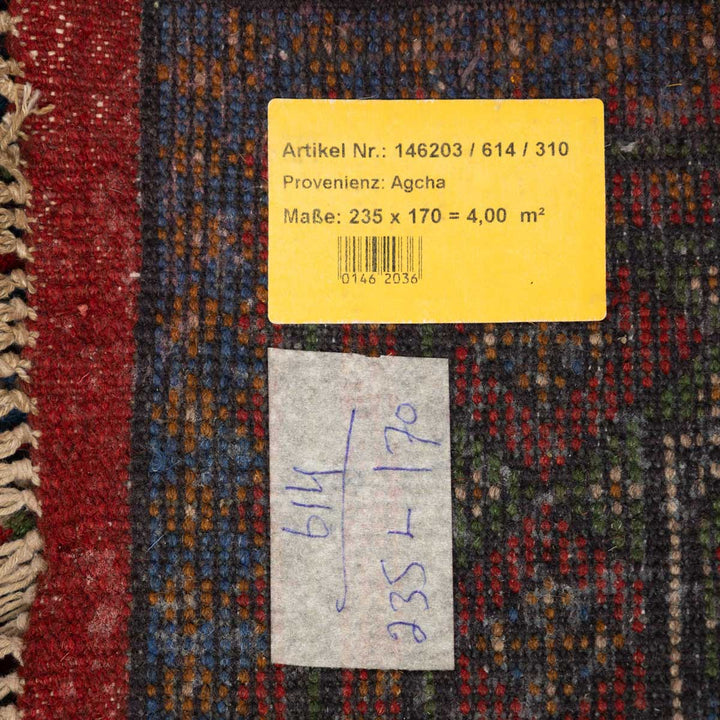 Artikel Nr.: 146203 / 614 / 310
Provenienz: Agcha
Maße: 235 x 170 = 4,00 m²
0146 2036
614
235 L 170